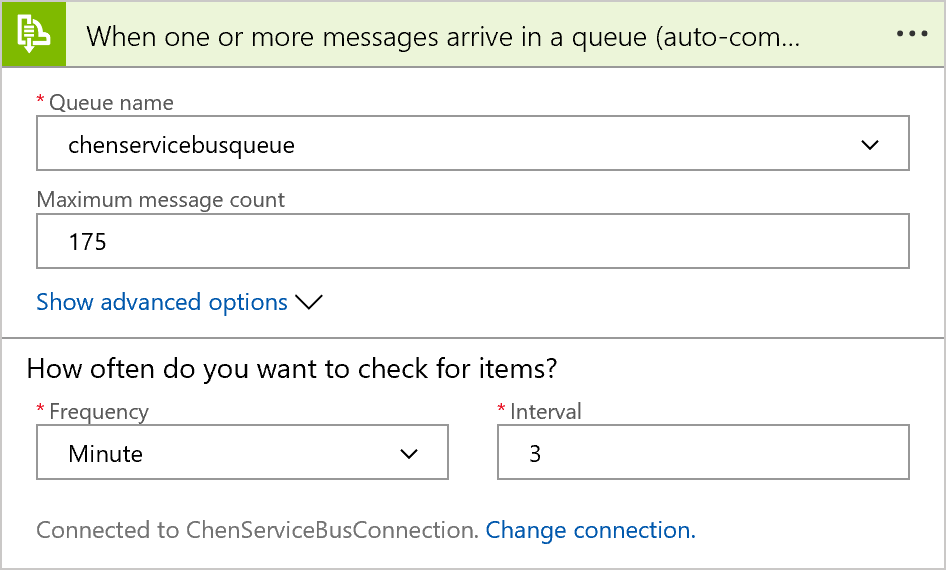 When one or more messages arrive in a queue (auto-com...
* Queue name
chenservicebusqueue
Maximum message count
175
Show advanced options
How often do you want to check for items?
* Frequency
* Interval
Minute
3
Connected to ChenServiceBusConnection. Change connection.